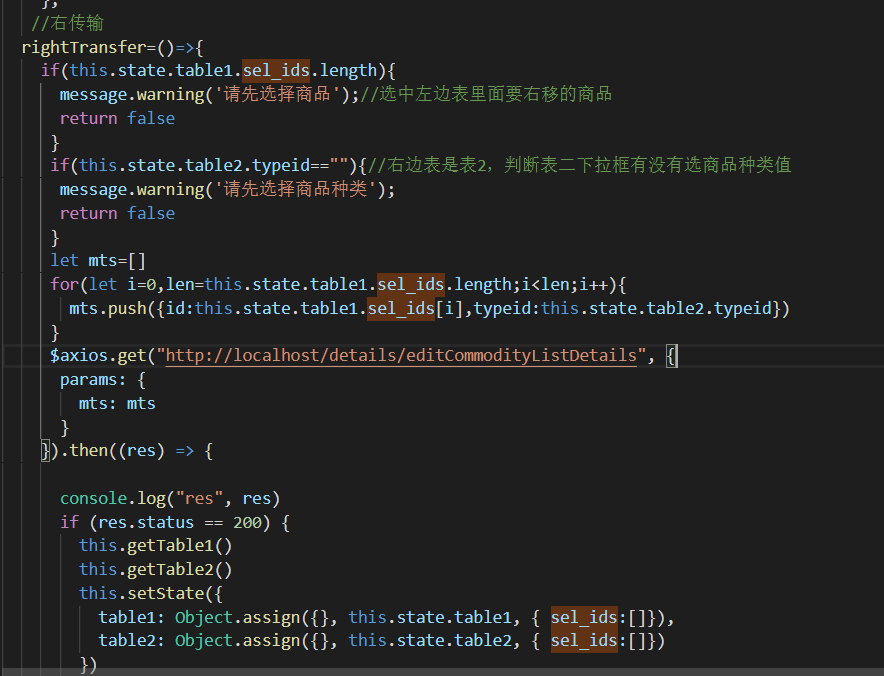 },
//右传输
rightTransfer=()=>{
if(this.state.table1.sel_ids.length){
message.warning('请先选择商品');//选中左边表里面要右移的商品
return false
}
if(this.state.table2.typeid==""){//右边表是表2，判断表二下拉框有没有选商品种类值
message.warning('请先选择商品种类');
return false
}
let mts=[]
for(let i=0,len=this.state.table1.sel_ids.length;i<len;i++){
mts.push({id:this.state.table1.sel_ids[i],typeid:this.state.table2.typeid})
}
$axios.get("http://localhost/details/editCommodityListDetails", {
params: {
mts: mts
}
}).then((res) => {
console.log("res", res)
if (res.status == 200) {
this.getTable1()
this.getTable2()
this.setState({
table1: Object.assign({}, this.state.table1, { sel_ids:[]}),
table2: Object.assign({}, this.state.table2, { sel_ids:[]})
})